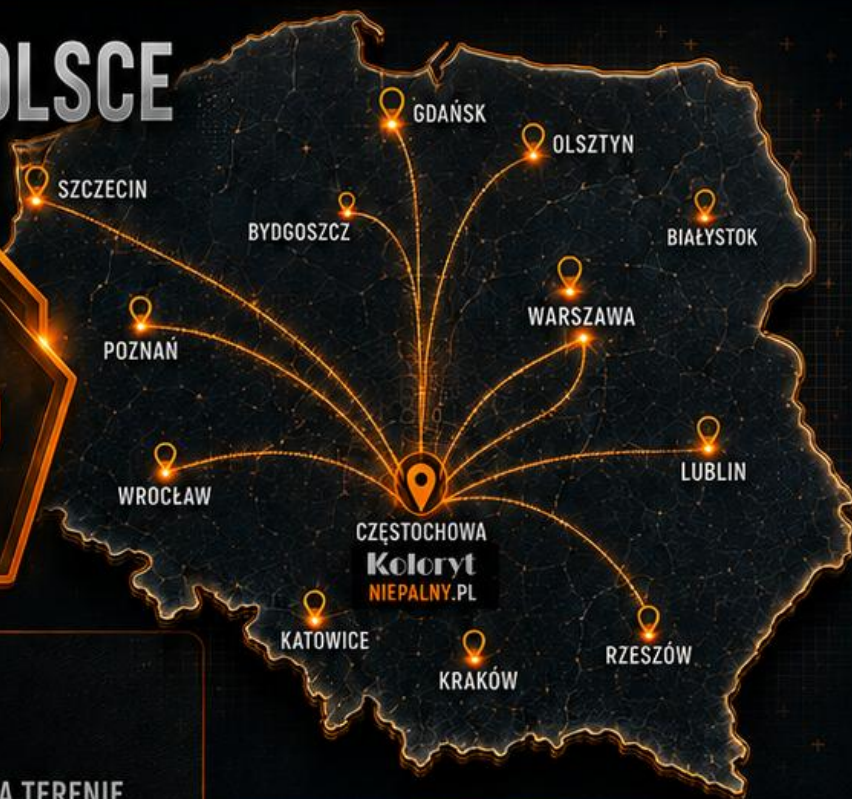 OLSCE
GDAŃSK
OLSZTYN
SZCZECIN
BYDGOSZCZ
BIAŁYSTOK
WARSZAWA
POZNAŃ
LUBLIN
WROCŁAW
CZĘSTOCHOWA
Koloryt
NIEPALNY.PL
KATOWICE
RZESZÓW
KRAKÓW
A TERENIE